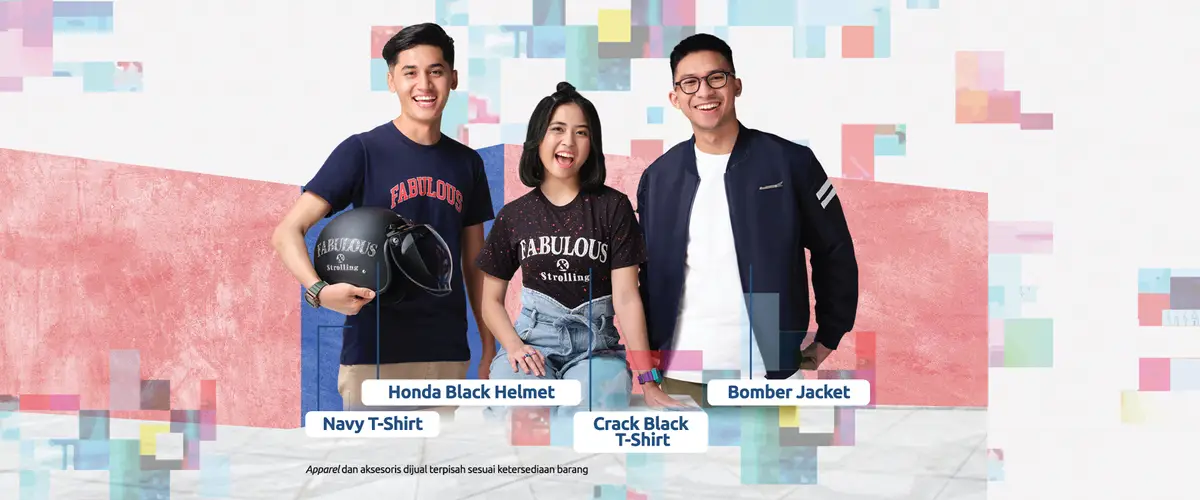 FABULOUS
FABULOUS
Strolling
FABULOUS
Strolling
Honda Black Helmet
Bomber Jacket
Navy T-Shirt
Crack Black
T-Shirt
Apparel dan aksesoris dijual terpisah sesuai ketersediaan barang